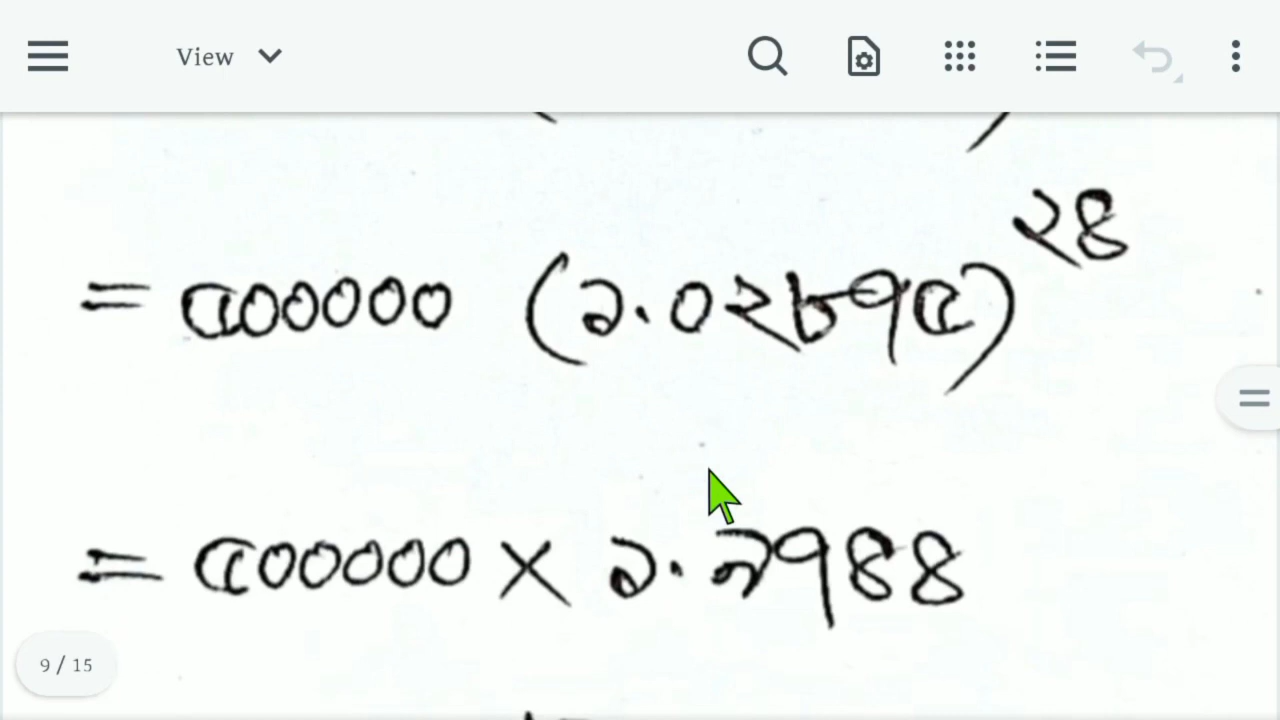 View
= ৫০০০০০ (১.০২৮৭৫)^২৪
= ৫০০০০০ × ১.৯৭৪৪
9 / 15